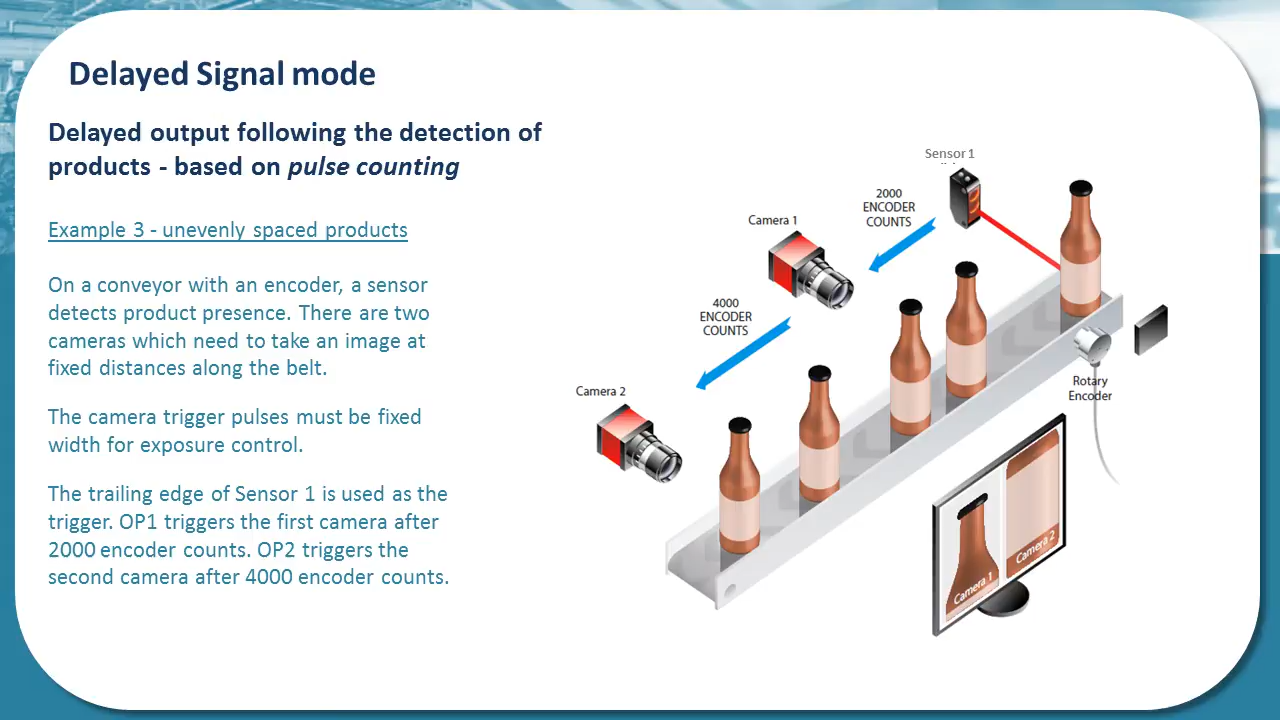 Delayed Signal mode
Delayed output following the detection of
products - based on pulse counting
Example 3 - unevenly spaced products
On a conveyor with an encoder, a sensor
detects product presence. There are two
cameras which need to take an image at
fixed distances along the belt.
The camera trigger pulses must be fixed
width for exposure control.
The trailing edge of Sensor 1 is used as the
trigger. OP1 triggers the first camera after
2000 encoder counts. OP2 triggers the
second camera after 4000 encoder counts.
Sensor 1
2000
ENCODER
COUNTS
Camera 1
4000
ENCODER
COUNTS
Camera 2
Rotary
Encoder
Camera 1
Camera 2